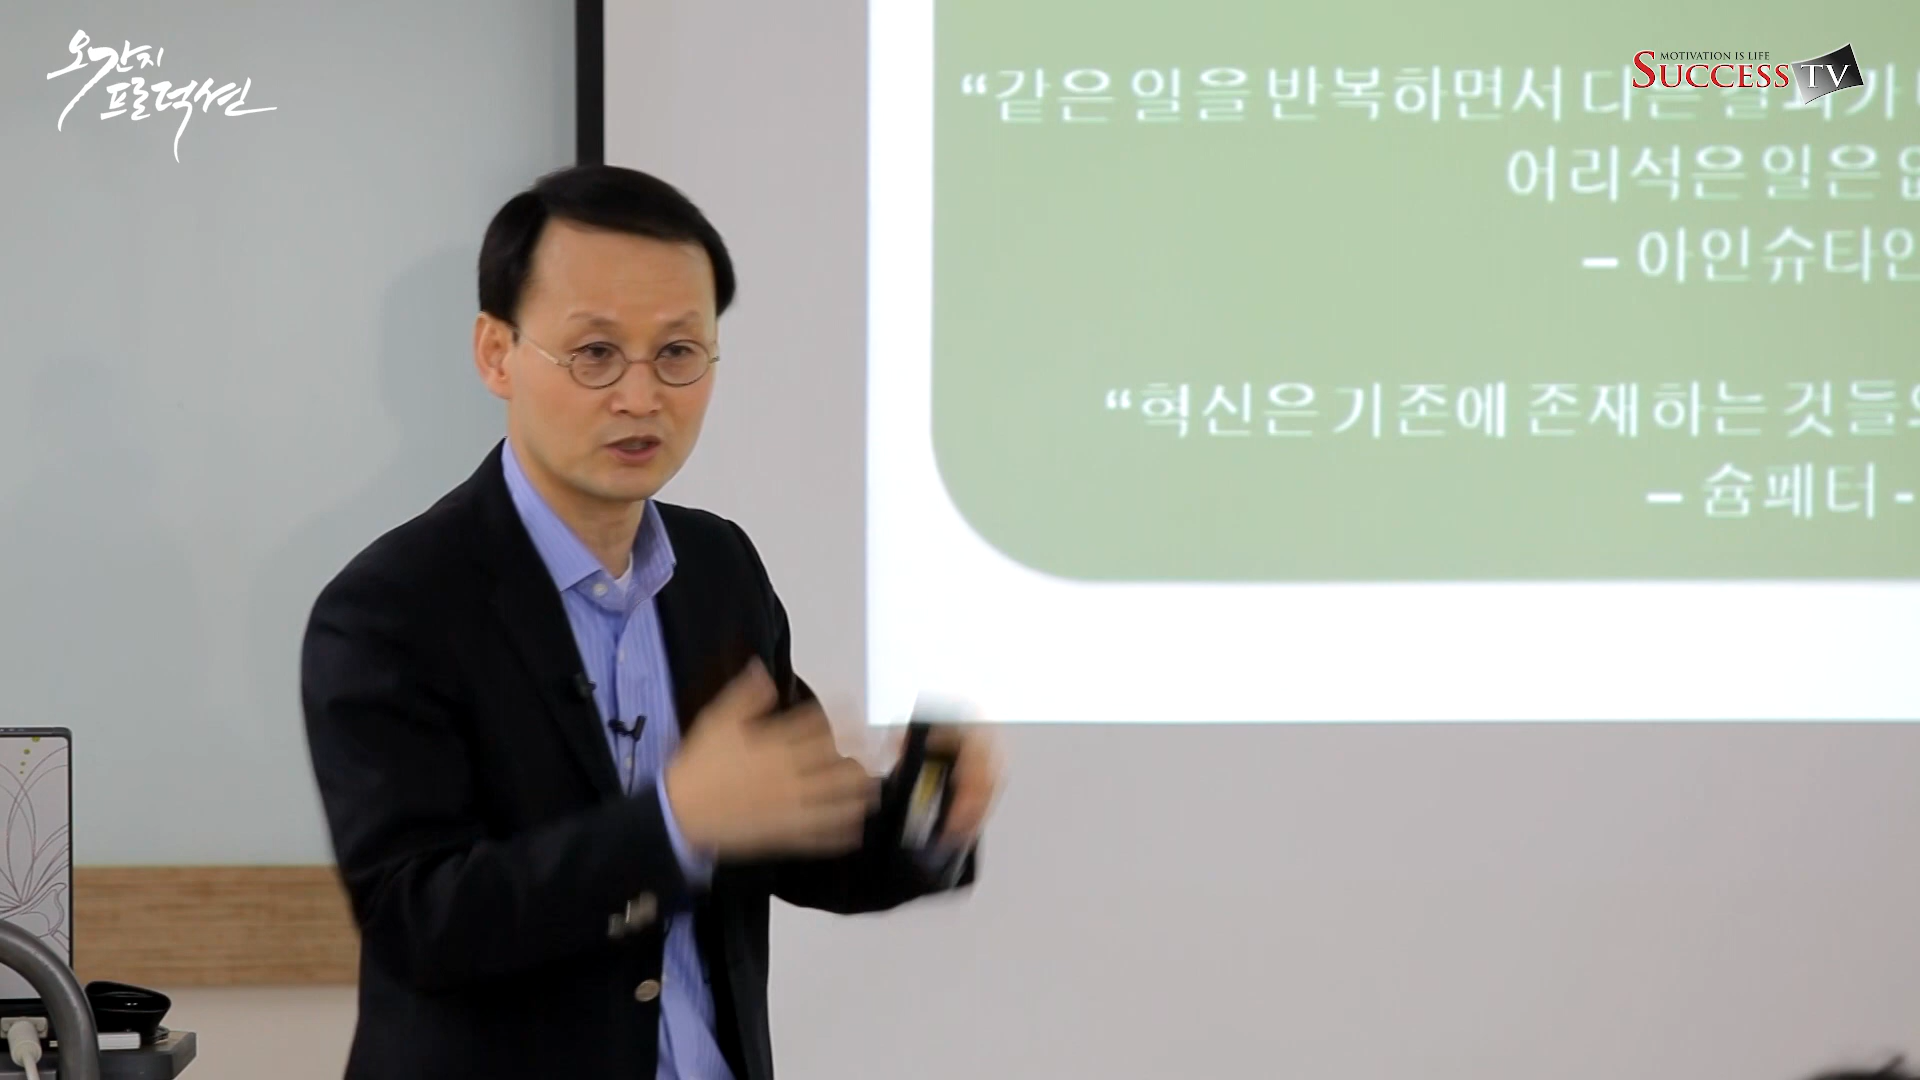 오간지
프로덕션
MOTIVATION IS LIFE
SUCCESS TV
“같은 일을 반복하면서
어리석은 일은
– 아인슈타인
“혁신은 기존에 존재하는 것들
– 슘페터 -